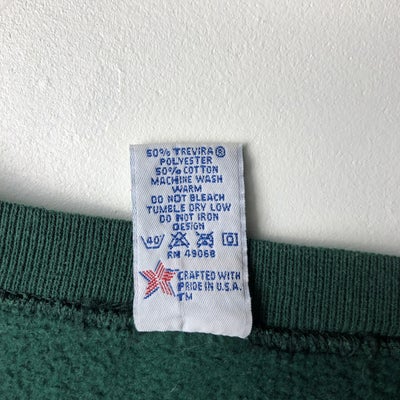 50% TREVIRA®
POLYESTER
50% COTTON
MACHINE WASH
WARM
DO NOT BLEACH
TUMBLE DRY LOW
DO NOT IRON
DESIGN
40
RN 49068
CRAFTED WITH
PRIDE IN U.S.A.
TM